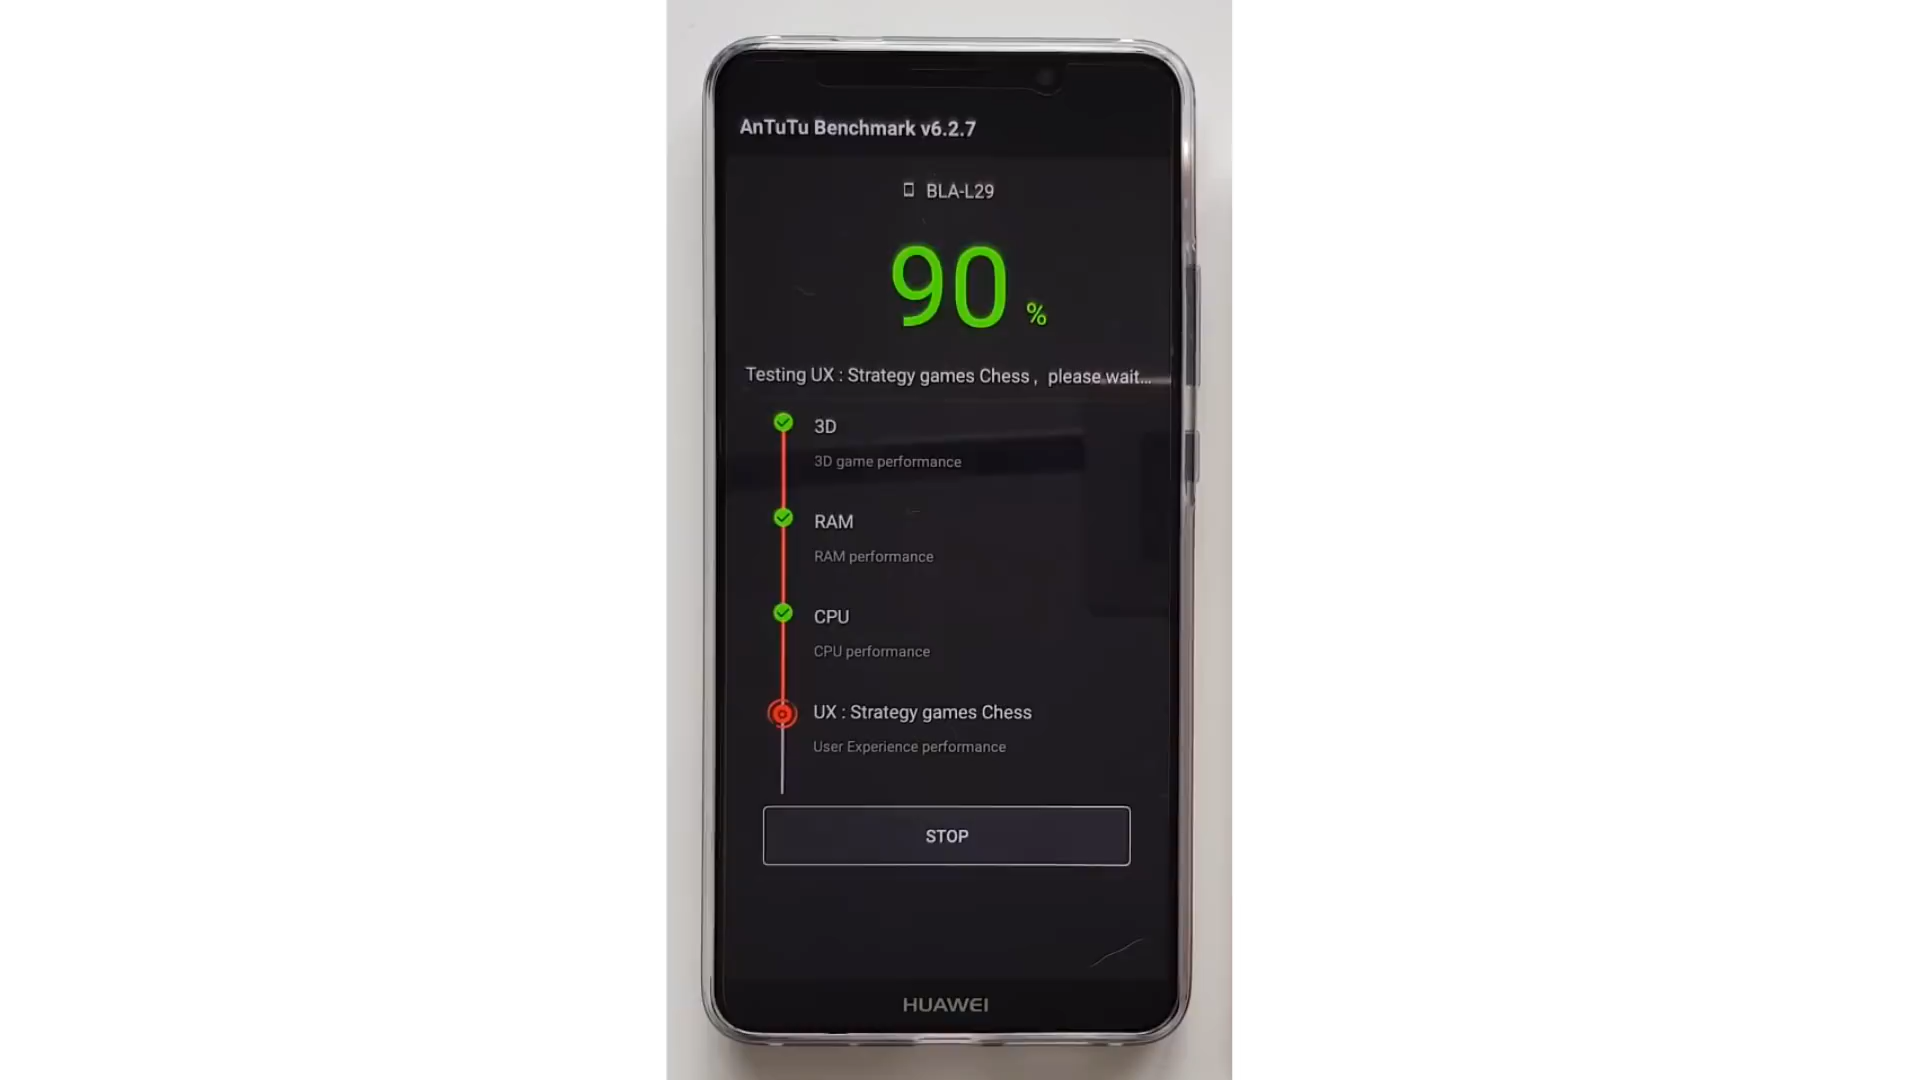 AnTuTu Benchmark v6.2.7
BLA-L29
90 %
Testing UX : Strategy games Chess, please wait...
3D
3D game performance
RAM
RAM performance
CPU
CPU performance
UX : Strategy games Chess
User Experience performance
STOP
HUAWEI